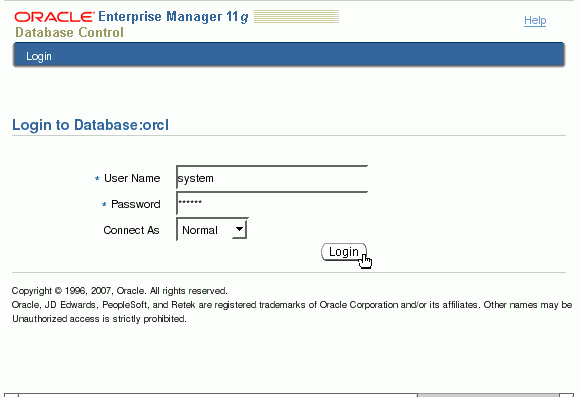 ORACLE Enterprise Manager 11g
Database Control
Help
Login
Login to Database:orcl
* User Name system
* Password ******
Connect As Normal
Login
Copyright © 1996, 2007, Oracle. All rights reserved.
Oracle, JD Edwards, PeopleSoft, and Retek are registered trademarks of Oracle Corporation and/or its affiliates. Other names may be
Unauthorized access is strictly prohibited.